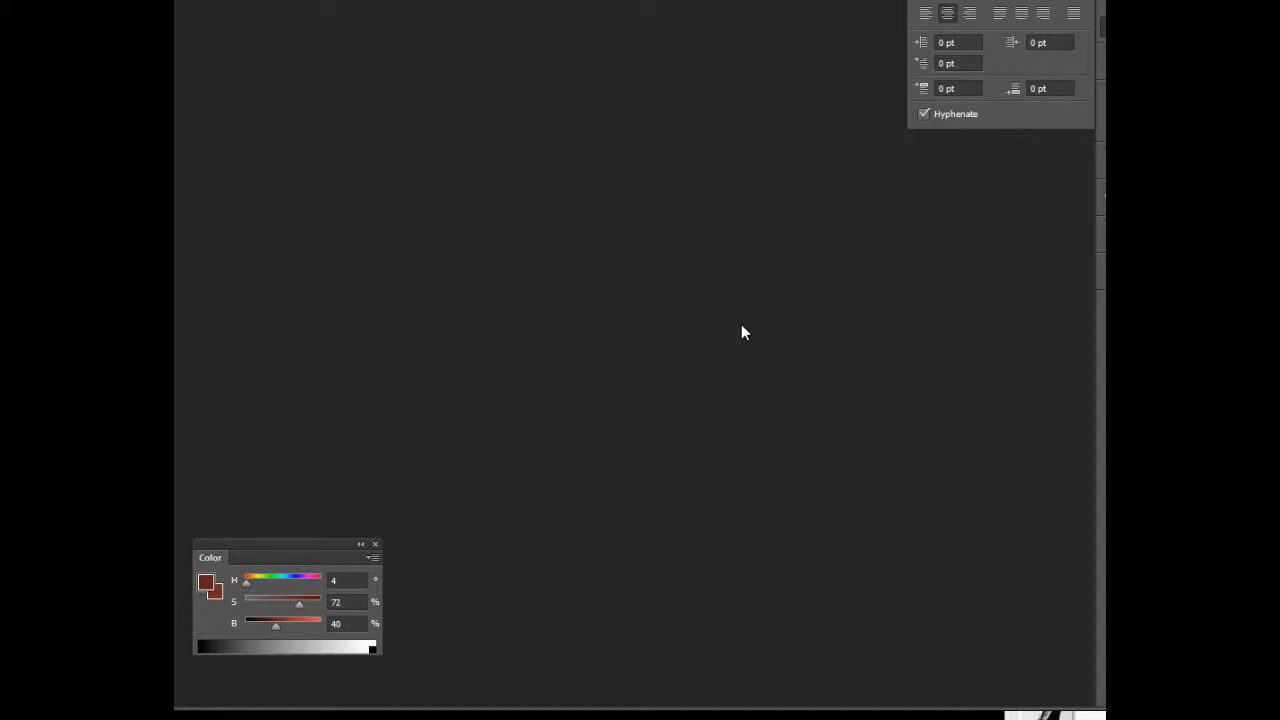 0 pt 0 pt
0 pt
0 pt 0 pt
Hyphenate
Color
H 4 °
S 72 %
B 40 %